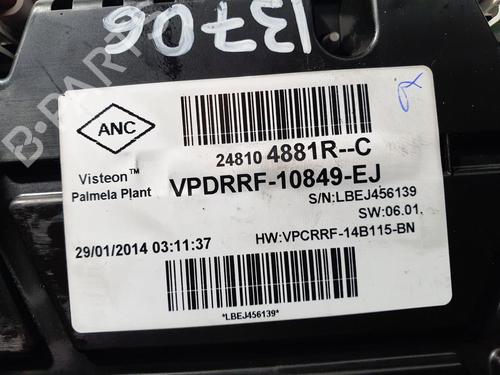 13706
B-PARTS
ANC
Visteon™
Palmela Plant
24810 4881R--C
VPDRRF-10849-EJ
S/N:LBEJ456139
SW:06.01.
29/01/2014 03:11:37
HW:VPCRRF-14B115-BN
*LBEJ456139*